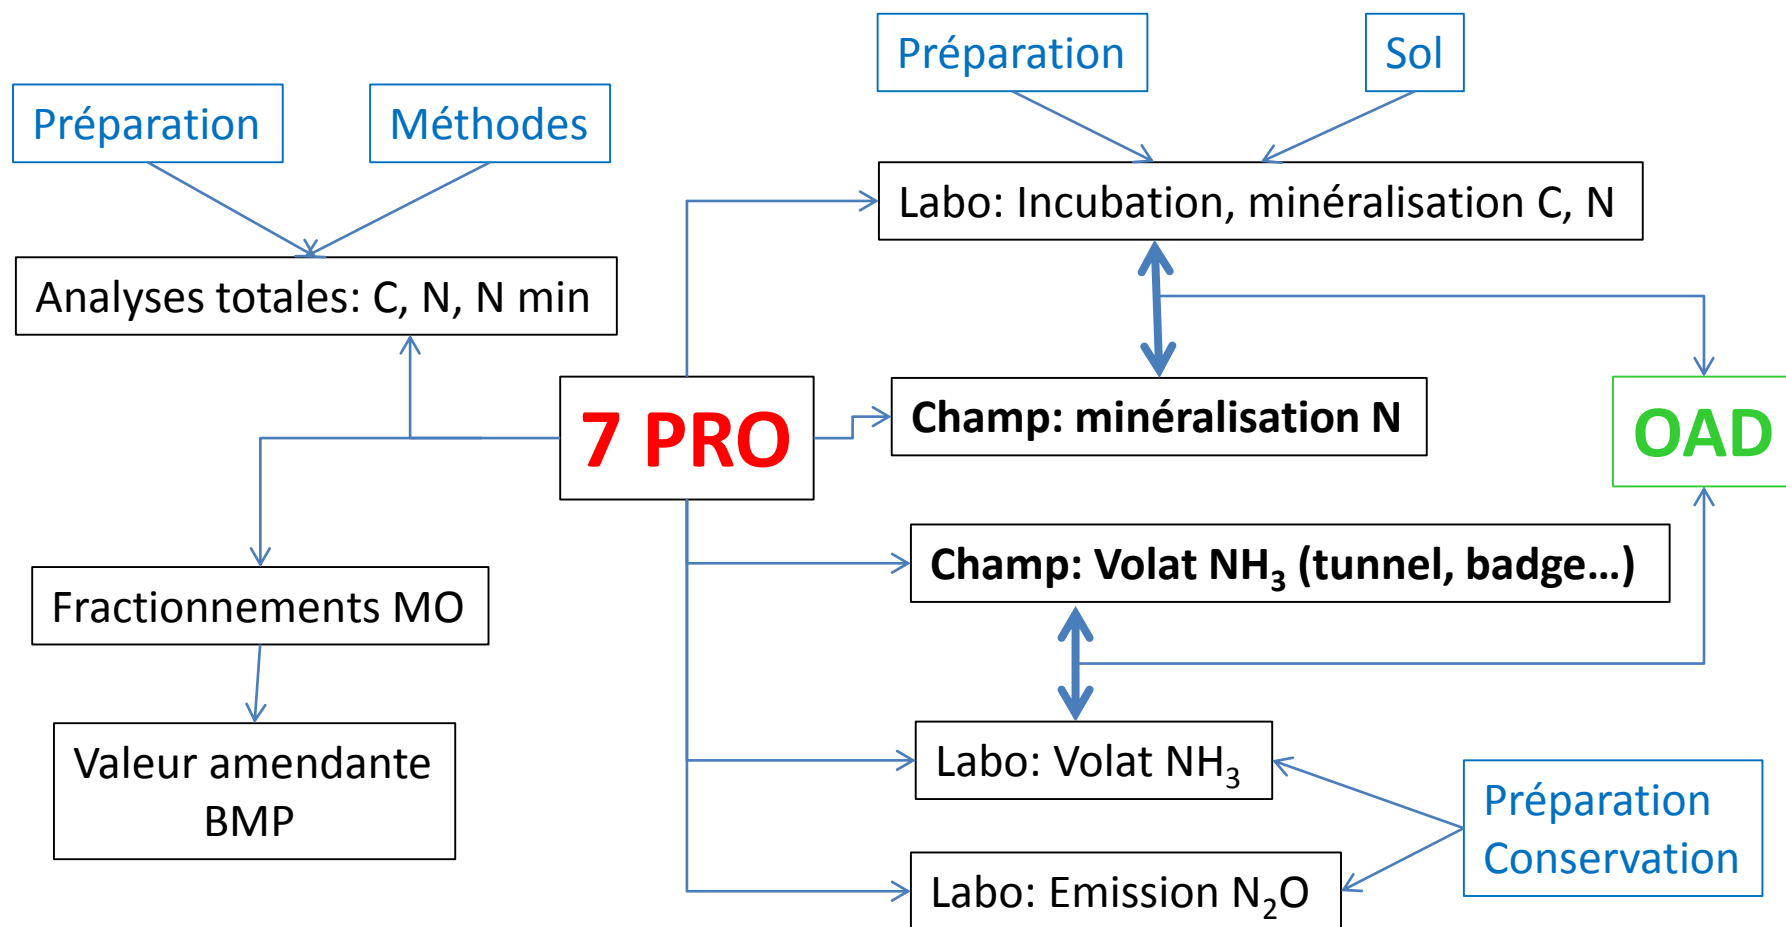 Préparation
Sol
Préparation
Méthodes
Labo: Incubation, minéralisation C, N
Analyses totales: C, N, N min
7 PRO
Champ: minéralisation N
OAD
Champ: Volat NH₃ (tunnel, badge…)
Fractionnements MO
Labo: Volat NH₃
Valeur amendante
BMP
Préparation
Conservation
Labo: Emission N₂O